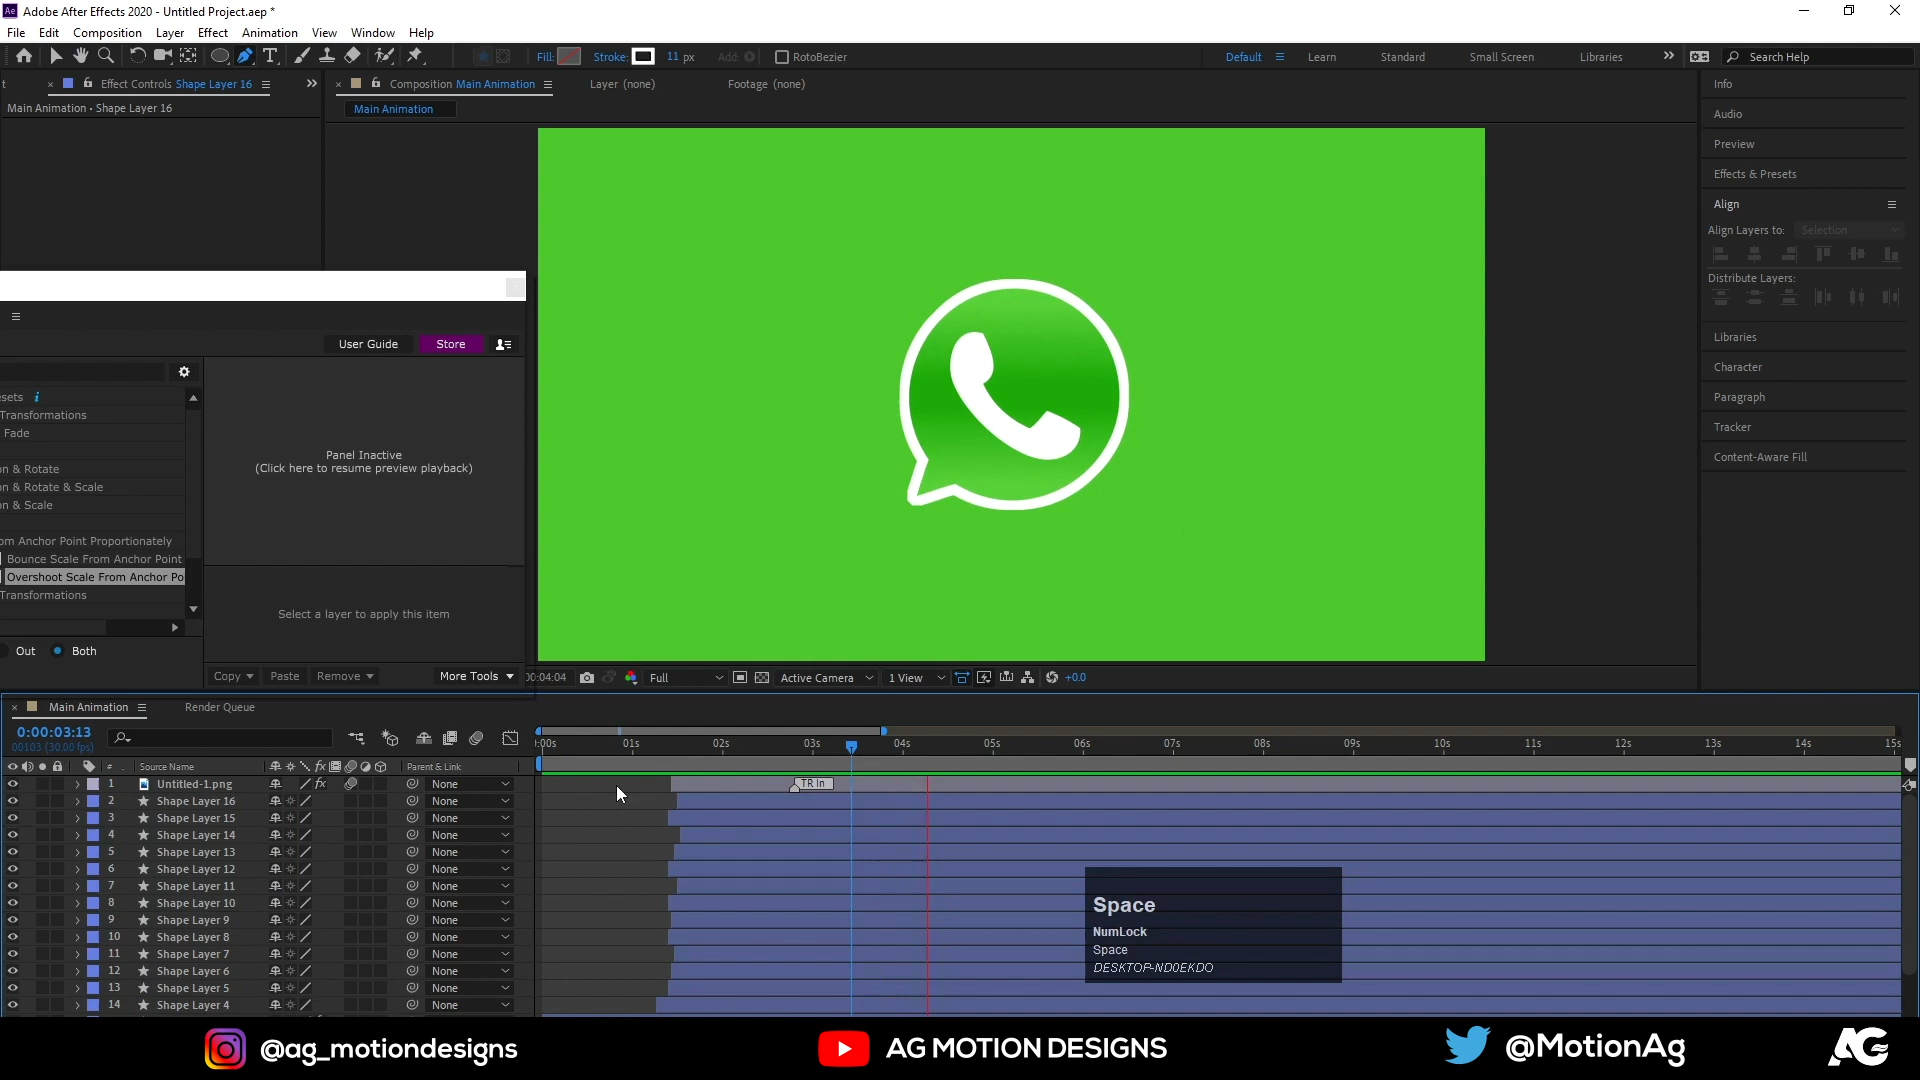 Ae Adobe After Effects 2020 - Untitled Project.aep *
File Edit Composition Layer Effect Animation View Window Help
Fill: Stroke: 11 px Add: RotoBezier Default Learn Standard Small Screen Libraries Search Help
Effect Controls Shape Layer 16
Composition Main Animation Layer (none) Footage (none)
Main Animation • Shape Layer 16
Main Animation
Info
Audio
Preview
Effects & Presets
Align
Align Layers to: Selection
Distribute Layers:
Libraries
Character
Paragraph
Tracker
Content-Aware Fill
User Guide Store
esets i
Transformations
Fade
on & Rotate
on & Rotate & Scale
on & Scale
om Anchor Point Proportionately
Bounce Scale From Anchor Point
Overshoot Scale From Anchor Po
Transformations
Out Both
Panel Inactive
(Click here to resume preview playback)
Select a layer to apply this item
Copy Paste Remove More Tools
00:04:04 Full Active Camera 1 View +0.0
Main Animation Render Queue
0:00:03:13
00103 (30.00 fps)
:00s 01s 02s 03s 04s 05s 06s 07s 08s 09s 10s 11s 12s 13s 14s 15s
# Source Name fx Parent & Link
1 Untitled-1.png fx None TR In
2 Shape Layer 16 None
3 Shape Layer 15 None
4 Shape Layer 14 None
5 Shape Layer 13 None
6 Shape Layer 12 None
7 Shape Layer 11 None
8 Shape Layer 10 None
9 Shape Layer 9 None
10 Shape Layer 8 None
11 Shape Layer 7 None
12 Shape Layer 6 None
13 Shape Layer 5 None
14 Shape Layer 4 None
Space
NumLock
Space
DESKTOP-ND0EKDO
@ag_motiondesigns
AG MOTION DESIGNS
@MotionAg
AG